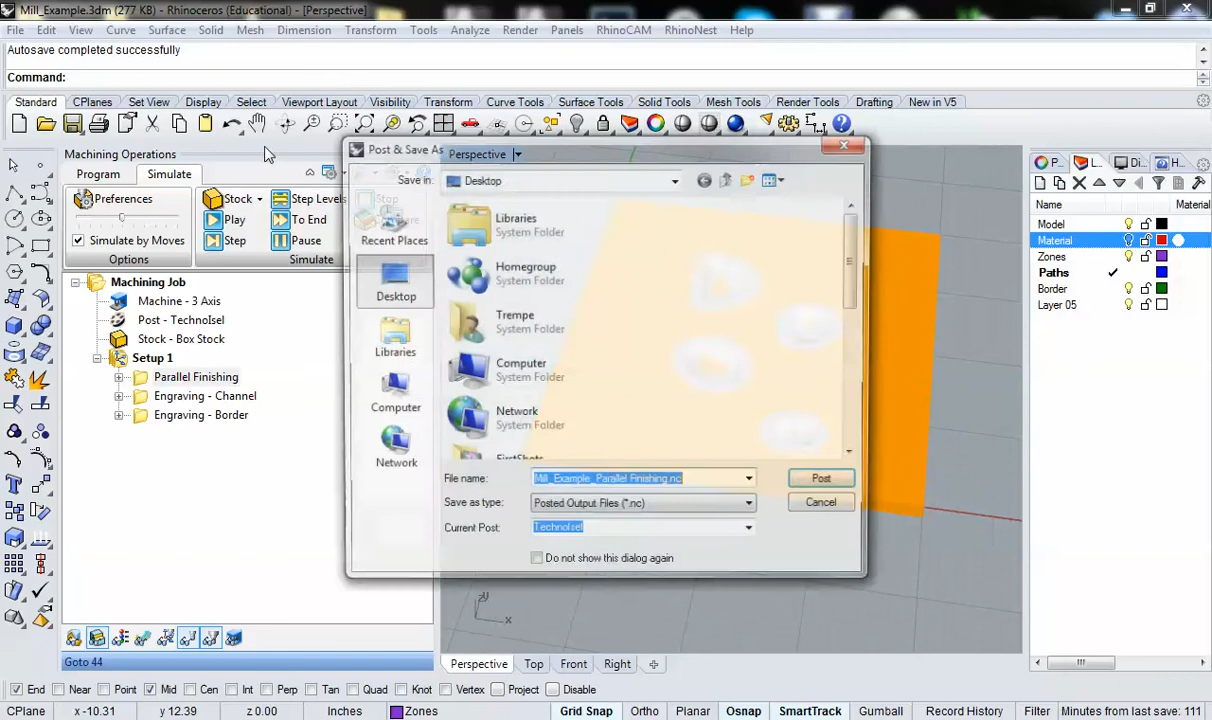 Mill_Example.3dm (277 KB) - Rhinoceros (Educational) - [Perspective]
File Edit View Curve Surface Solid Mesh Dimension Transform Tools Analyze Render Panels RhinoCAM RhinoNest Help
Autosave completed successfully
Command:
Standard CPlanes Set View Display Select Viewport Layout Visibility Transform Curve Tools Surface Tools Solid Tools Mesh Tools Render Tools Drafting New in V5
Machining Operations
Program Simulate
Preferences
Simulate by Moves
Options
Stock Step Levels Stop
Play To End
Step Pause
Simulate
Machining Job
Machine - 3 Axis
Post - TechnoIsel
Stock - Box Stock
Setup 1
Parallel Finishing
Engraving - Channel
Engraving - Border
Goto 44
Post & Save As
Perspective
Save in: Desktop
Recent Places
Desktop
Libraries
Computer
Network
Libraries
System Folder
Homegroup
System Folder
Trempe
System Folder
Computer
System Folder
Network
System Folder
FirstShots
File name: Mill_Example_Parallel Finishing.nc Post
Save as type: Posted Output Files (*.nc) Cancel
Current Post: TechnoIsel
Do not show this dialog again
P... L... Di... H...
Name Material
Model
Material
Zones
Paths
Border
Layer 05
y
x
Perspective Top Front Right
End Near Point Mid Cen Int Perp Tan Quad Knot Vertex Project Disable
CPlane x -10.31 y 12.39 z 0.00 Inches Zones Grid Snap Ortho Planar Osnap SmartTrack Gumball Record History Filter Minutes from last save: 111